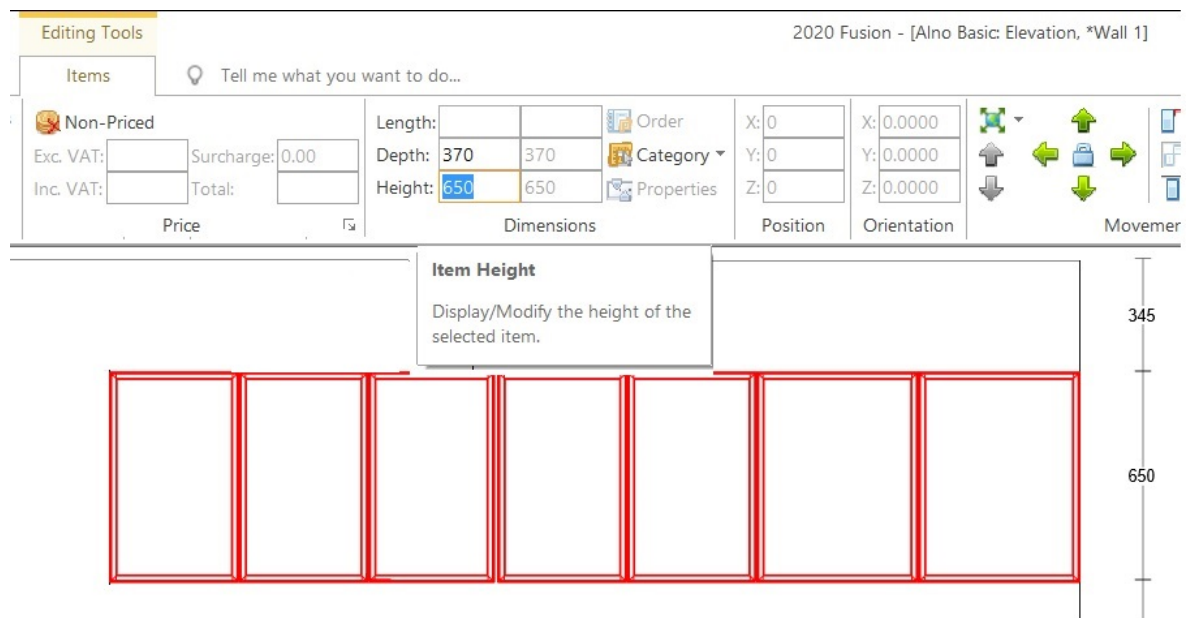 Editing Tools
2020 Fusion - [Alno Basic: Elevation, *Wall 1]
Items
Tell me what you want to do...
Non-Priced
Exc. VAT:
Surcharge: 0.00
Inc. VAT:
Total:
Price
Length:
Order
Depth: 370 370
Category
Height: 650 650
Properties
Dimensions
X: 0
Y: 0
Z: 0
Position
X: 0.0000
Y: 0.0000
Z: 0.0000
Orientation
Item Height
Display/Modify the height of the
selected item.
345
650